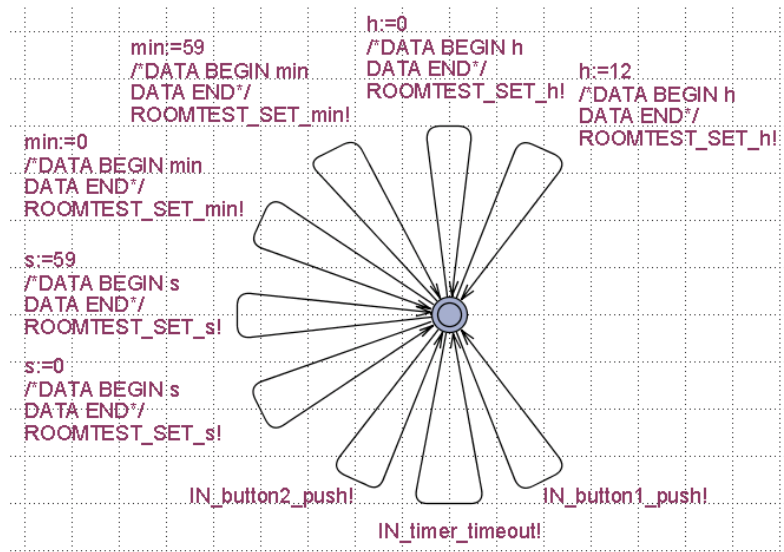 h:=0
/*DATA BEGIN h
DATA END*/
ROOMTEST_SET_h!
min:=59
/*DATA BEGIN min
DATA END*/
ROOMTEST_SET_min!
h:=12
/*DATA BEGIN h
DATA END*/
ROOMTEST_SET_h!
min:=0
/*DATA BEGIN min
DATA END*/
ROOMTEST_SET_min!
s:=59
/*DATA BEGIN s
DATA END*/
ROOMTEST_SET_s!
s:=0
/*DATA BEGIN s
DATA END*/
ROOMTEST_SET_s!
IN_button2_push!
IN_button1_push!
IN_timer_timeout!